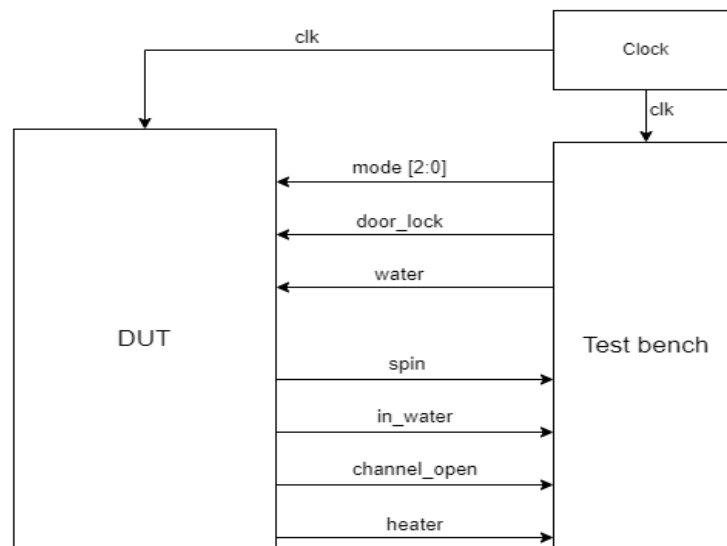 clk
Clock
clk
mode [2:0]
door_lock
water
DUT
Test bench
spin
in_water
channel_open
heater